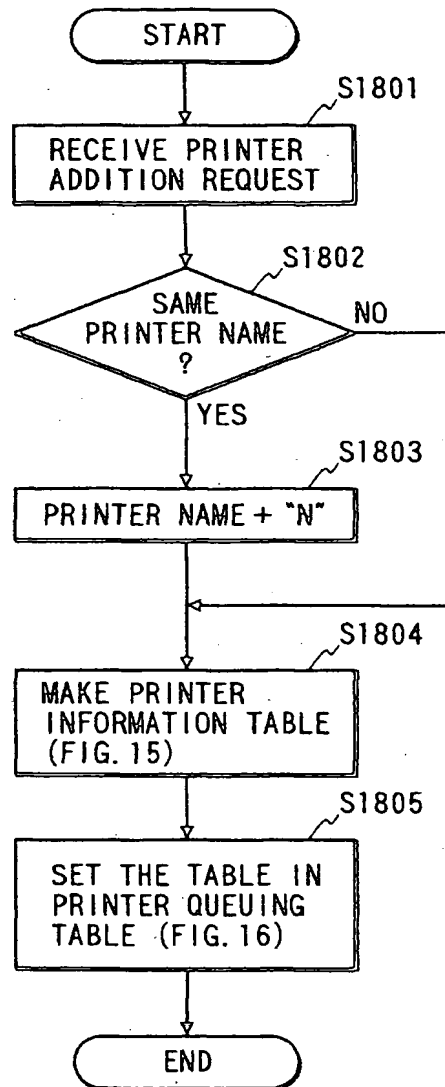 START
S1801
RECEIVE PRINTER
ADDITION REQUEST
S1802
SAME
PRINTER NAME
?
NO
YES
S1803
PRINTER NAME + "N"
S1804
MAKE PRINTER
INFORMATION TABLE
(FIG. 15)
S1805
SET THE TABLE IN
PRINTER QUEUING
TABLE (FIG. 16)
END